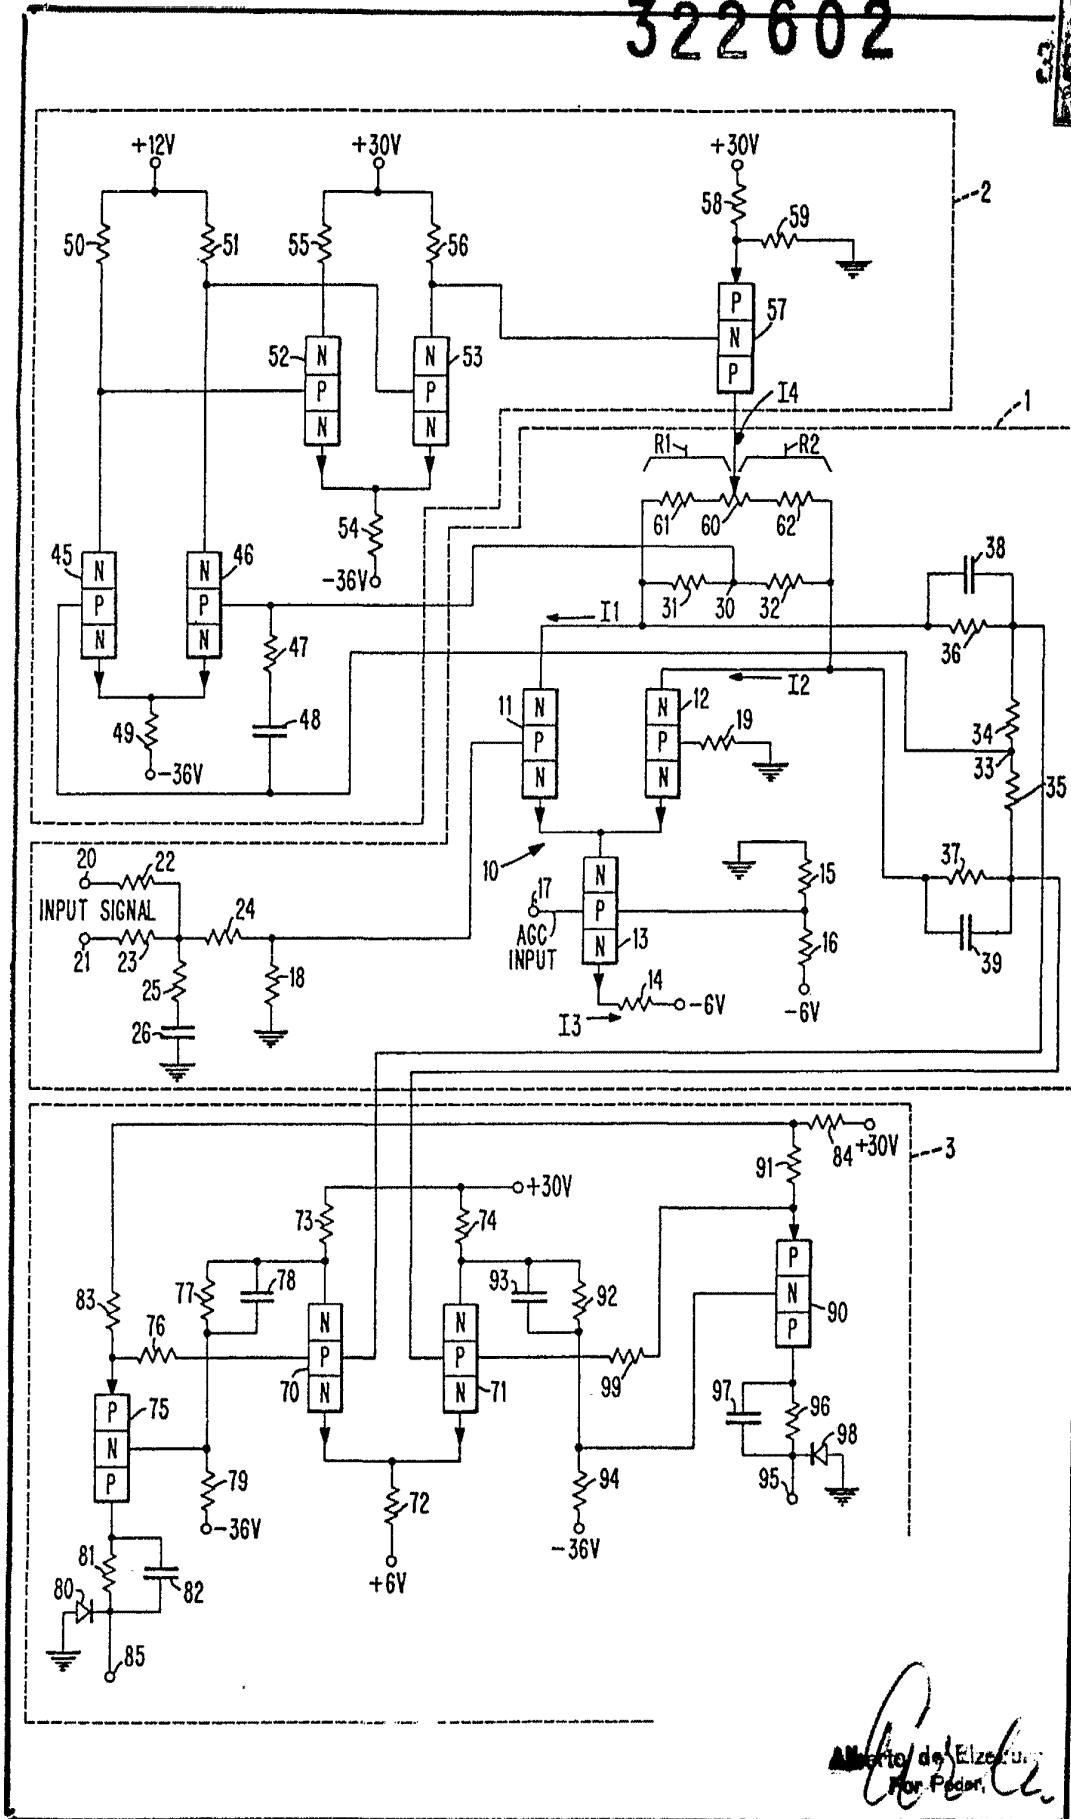 322602
+12V +30V +30V
2
50 51 55 56 58 59
52 N N 53 P 57
P P N
N N P
I4
1
R1 R2
54 61 60 62
-36V
45 N N 46 38
P P 31 30 32
N N I1
47 36
I2
49 48 11 N N 12 19 34
-36V P P 33
N N 35
20 22 10 37
INPUT SIGNAL 24 17 N 15
21 23 AGC P
INPUT N 13 16 39
25 18 14 -6V
26 I3 -6V
84 +30V 3
91
+30V
73 74
77 78 93 92 P
83 N N N 90
76 P P P
70 N N 71 99
P 75 97 96
N 98
P 79 72 94 95
-36V -36V
81 +6V
80 82
85
Alberto de Elzaburu
Por Poder.